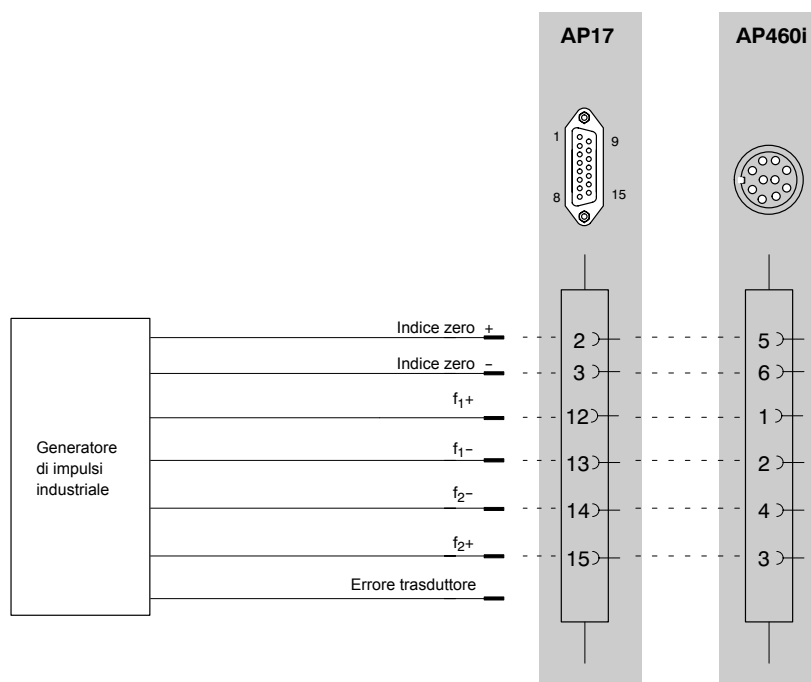 AP17 AP460i
1 9
8 15
Indice zero + 2 5
Indice zero − 3 6
f1+ 12 1
f1− 13 2
Generatore
di impulsi
industriale
f2− 14 4
f2+ 15 3
Errore trasduttore